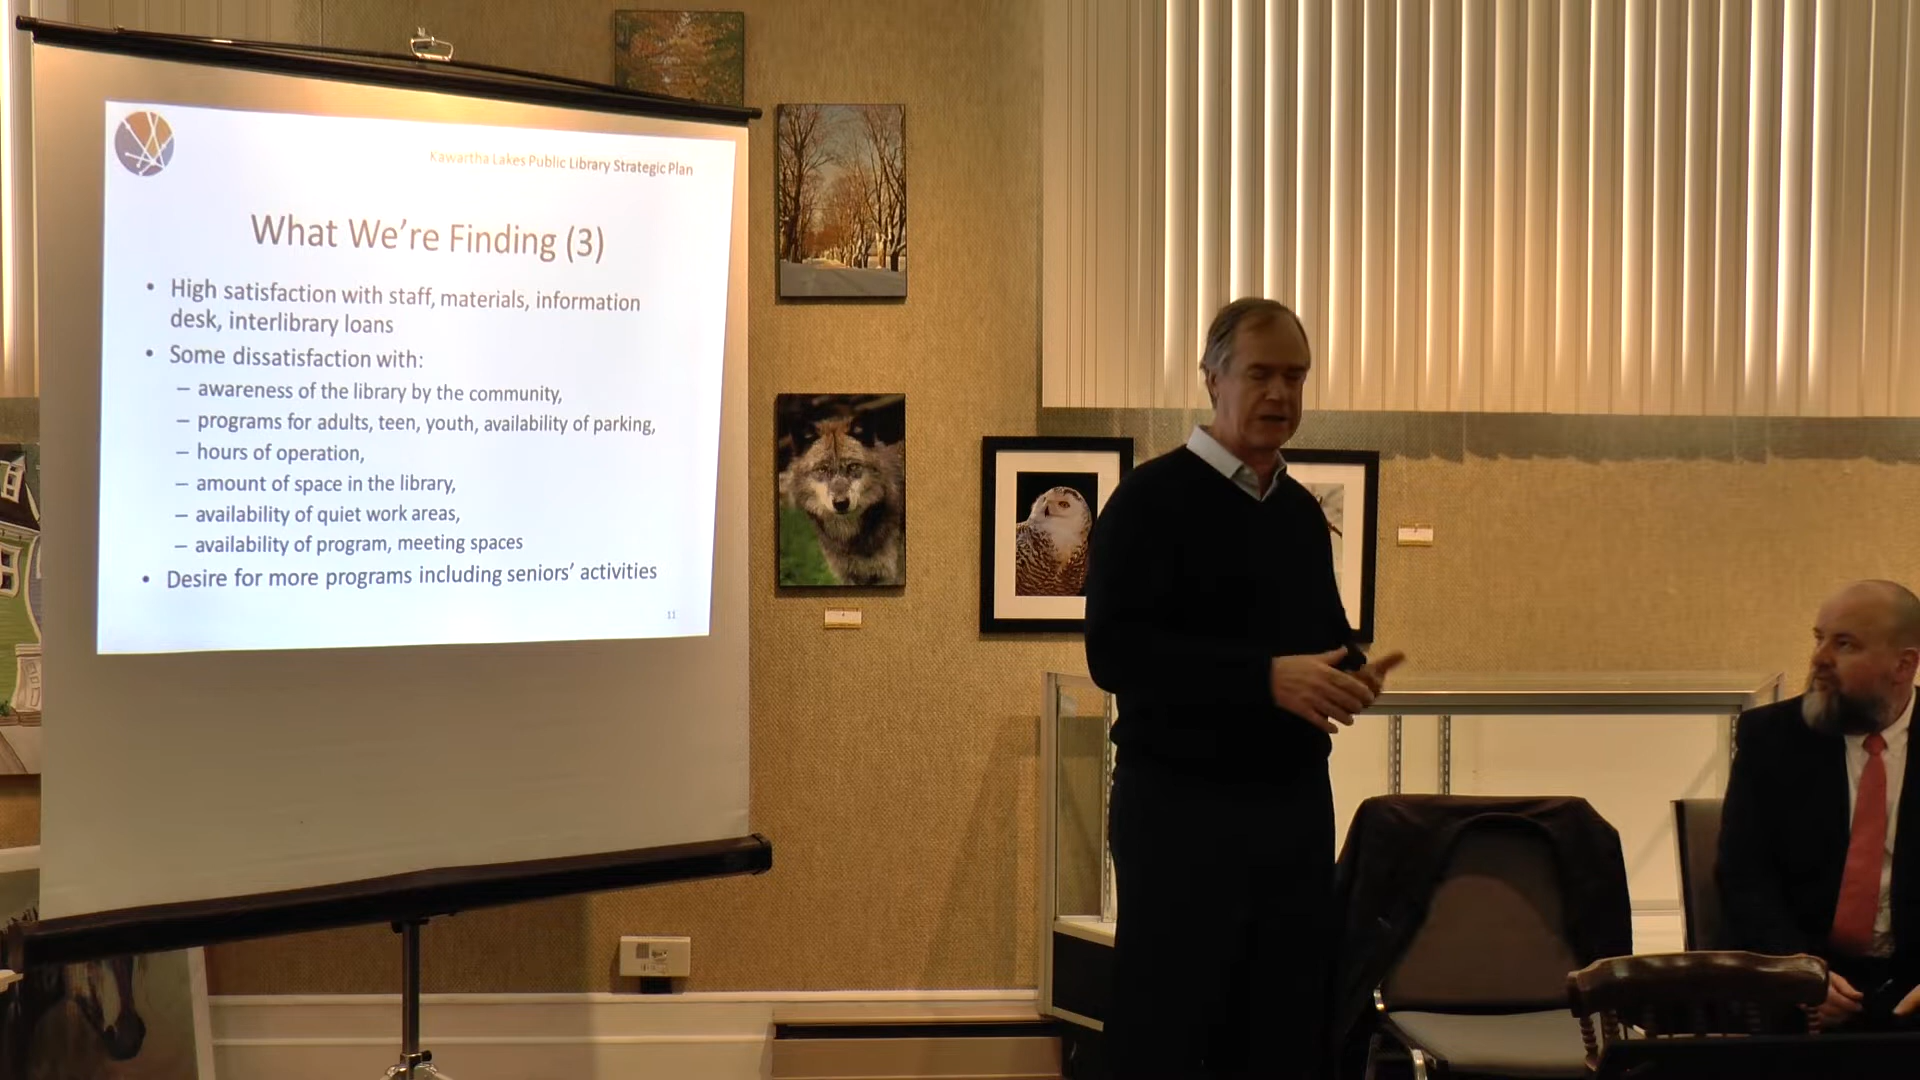 Kawartha Lakes Public Library Strategic Plan
What We're Finding (3)
• High satisfaction with staff, materials, information
desk, interlibrary loans
• Some dissatisfaction with:
– awareness of the library by the community,
– programs for adults, teen, youth, availability of parking,
– hours of operation,
– amount of space in the library,
– availability of quiet work areas,
– availability of program, meeting spaces
• Desire for more programs including seniors' activities
11